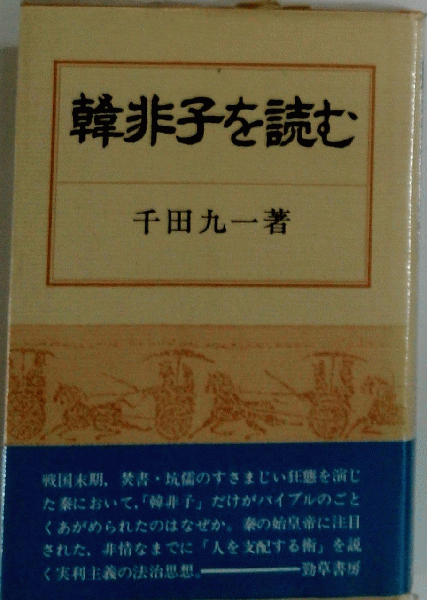 韓非子を読む
千田九一著
戦国末期，焚書・坑儒のすさまじい狂態を演じ
た秦において，「韓非子」だけがバイブルのごと
くあがめられたのはなぜか。秦の始皇帝に注目
された，非情なまでに「人を支配する術」を説
く実利主義の法治思想。────勁草書房